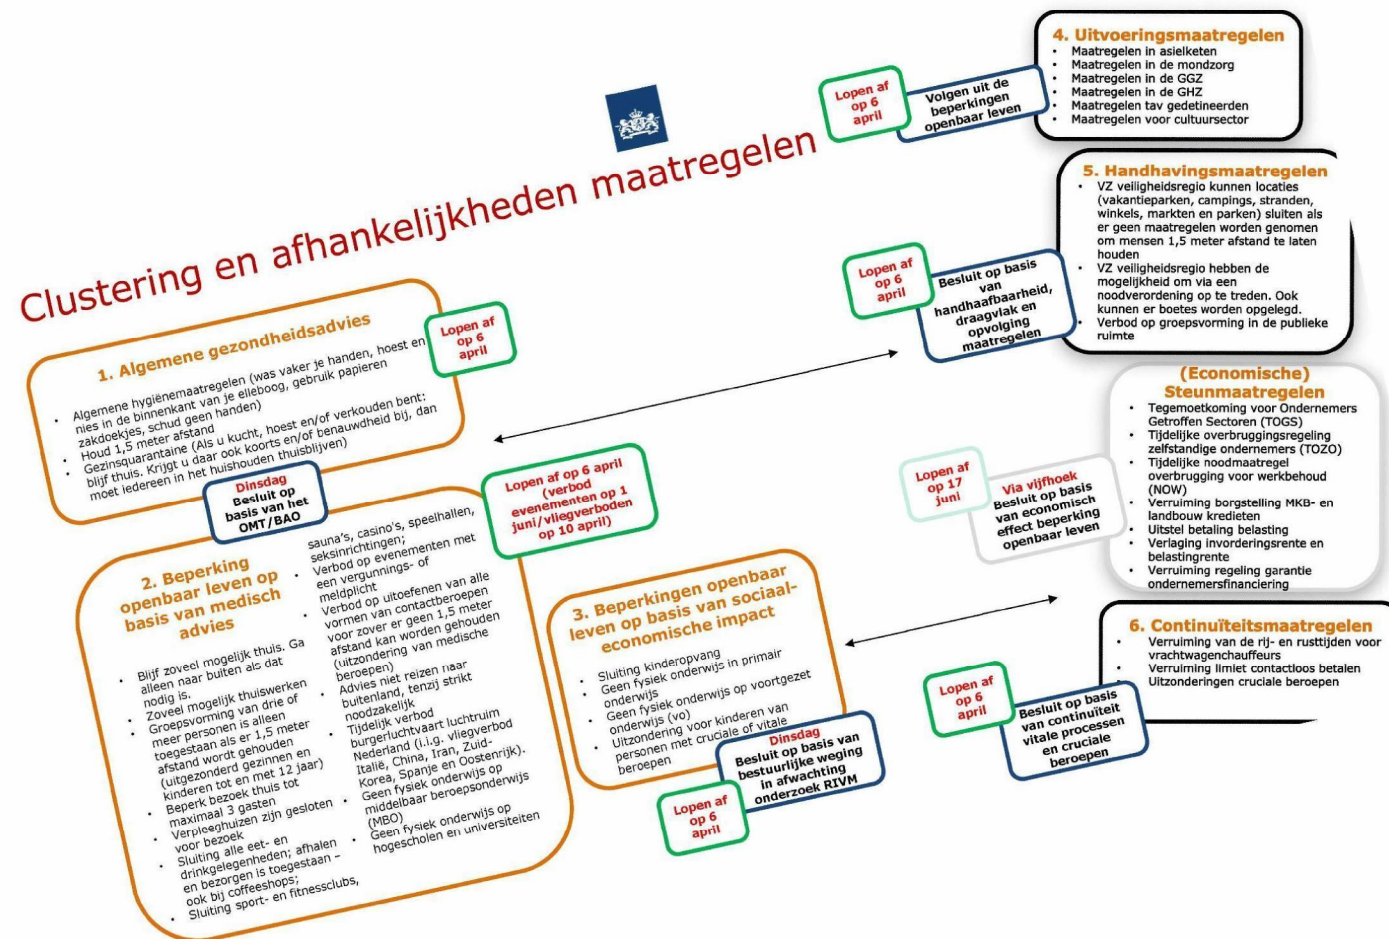 Clustering en afhankelijkheden maatregelen
1. Algemene gezondheidsadvies
• Algemene hygiënemaatregelen (was vaker je handen, hoest en
nies in de binnenkant van je elleboog, gebruik papieren
zakdoekjes, schud geen handen)
• Houd 1,5 meter afstand
• Gezinsquarantaine (Als u kucht, hoest en/of verkouden bent:
blijf thuis. Krijgt u daar ook koorts en/of benauwdheid bij, dan
moet iedereen in het huishouden thuisblijven)
Lopen af
op 6
april
Dinsdag
Besluit op
basis van het
OMT/BAO
2. Beperking
openbaar leven op
basis van medisch
advies
• Blijf zoveel mogelijk thuis. Ga
alleen naar buiten als dat
nodig is.
• Zoveel mogelijk thuiswerken
• Groepsvorming van drie of
meer personen is alleen
toegestaan als er 1,5 meter
afstand wordt gehouden
(uitgezonderd gezinnen en
kinderen tot en met 12 jaar)
• Beperk bezoek thuis tot
maximaal 3 gasten
• Verpleeghuizen zijn gesloten
voor bezoek
• Sluiting alle eet- en
drinkgelegenheden; afhalen
en bezorgen is toegestaan –
ook bij coffeeshops;
• Sluiting sport- en fitnessclubs,
sauna's, casino's, speelhallen,
seksinrichtingen;
• Verbod op evenementen met
een vergunnings- of
meldplicht
• Verbod op uitoefenen van alle
vormen van contactberoepen
voor zover er geen 1,5 meter
afstand kan worden gehouden
(uitzondering van medische
beroepen)
• Advies niet reizen naar
buitenland, tenzij strikt
noodzakelijk
• Tijdelijk verbod
burgerluchtvaart luchtruim
Nederland (i.i.g. vliegverbod
Italië, China, Iran, Zuid-
Korea, Spanje en Oostenrijk).
• Geen fysiek onderwijs op
middelbaar beroepsonderwijs
(MBO)
• Geen fysiek onderwijs op
hogescholen en universiteiten
Lopen af op 6 april
(verbod
evenementen op 1
juni/vliegverboden
op 10 april)
3. Beperkingen openbaar
leven op basis van sociaal-
economische impact
• Sluiting kinderopvang
• Geen fysiek onderwijs in primair
onderwijs
• Geen fysiek onderwijs op voortgezet
onderwijs (vo)
• Uitzondering voor kinderen van
personen met cruciale of vitale
beroepen
Dinsdag
Besluit op basis van
bestuurlijke weging
in afwachting
onderzoek RIVM
Lopen af
op 6
april
4. Uitvoeringsmaatregelen
• Maatregelen in asielketen
• Maatregelen in de mondzorg
• Maatregelen in de GGZ
• Maatregelen in de GHZ
• Maatregelen tav gedetineerden
• Maatregelen voor cultuursector
Lopen af
op 6
april
Volgen uit de
beperkingen
openbaar leven
5. Handhavingsmaatregelen
• VZ veiligheidsregio kunnen locaties
(vakantieparken, campings, stranden,
winkels, markten en parken) sluiten als
er geen maatregelen worden genomen
om mensen 1,5 meter afstand te laten
houden
• VZ veiligheidsregio hebben de
mogelijkheid om via een
noodverordening op te treden. Ook
kunnen er boetes worden opgelegd.
• Verbod op groepsvorming in de publieke
ruimte
Lopen af
op 6
april
Besluit op basis
van
handhaafbaarheid,
draagvlak en
opvolging
maatregelen
(Economische)
Steunmaatregelen
• Tegemoetkoming voor Ondernemers
Getroffen Sectoren (TOGS)
• Tijdelijke overbruggingsregeling
zelfstandige ondernemers (TOZO)
• Tijdelijke noodmaatregel
overbrugging voor werkbehoud
(NOW)
• Verruiming borgstelling MKB- en
landbouw kredieten
• Uitstel betaling belasting
• Verlaging invorderingsrente en
belastingrente
• Verruiming regeling garantie
ondernemersfinanciering
Lopen af
op 17
juni
Via vijfhoek
Besluit op basis
van economisch
effect beperking
openbaar leven
6. Continuïteitsmaatregelen
• Verruiming van de rij- en rusttijden voor
vrachtwagenchauffeurs
• Verruiming limiet contactloos betalen
• Uitzonderingen cruciale beroepen
Lopen af
op 6
april
Besluit op basis
van continuïteit
vitale processen
en cruciale
beroepen